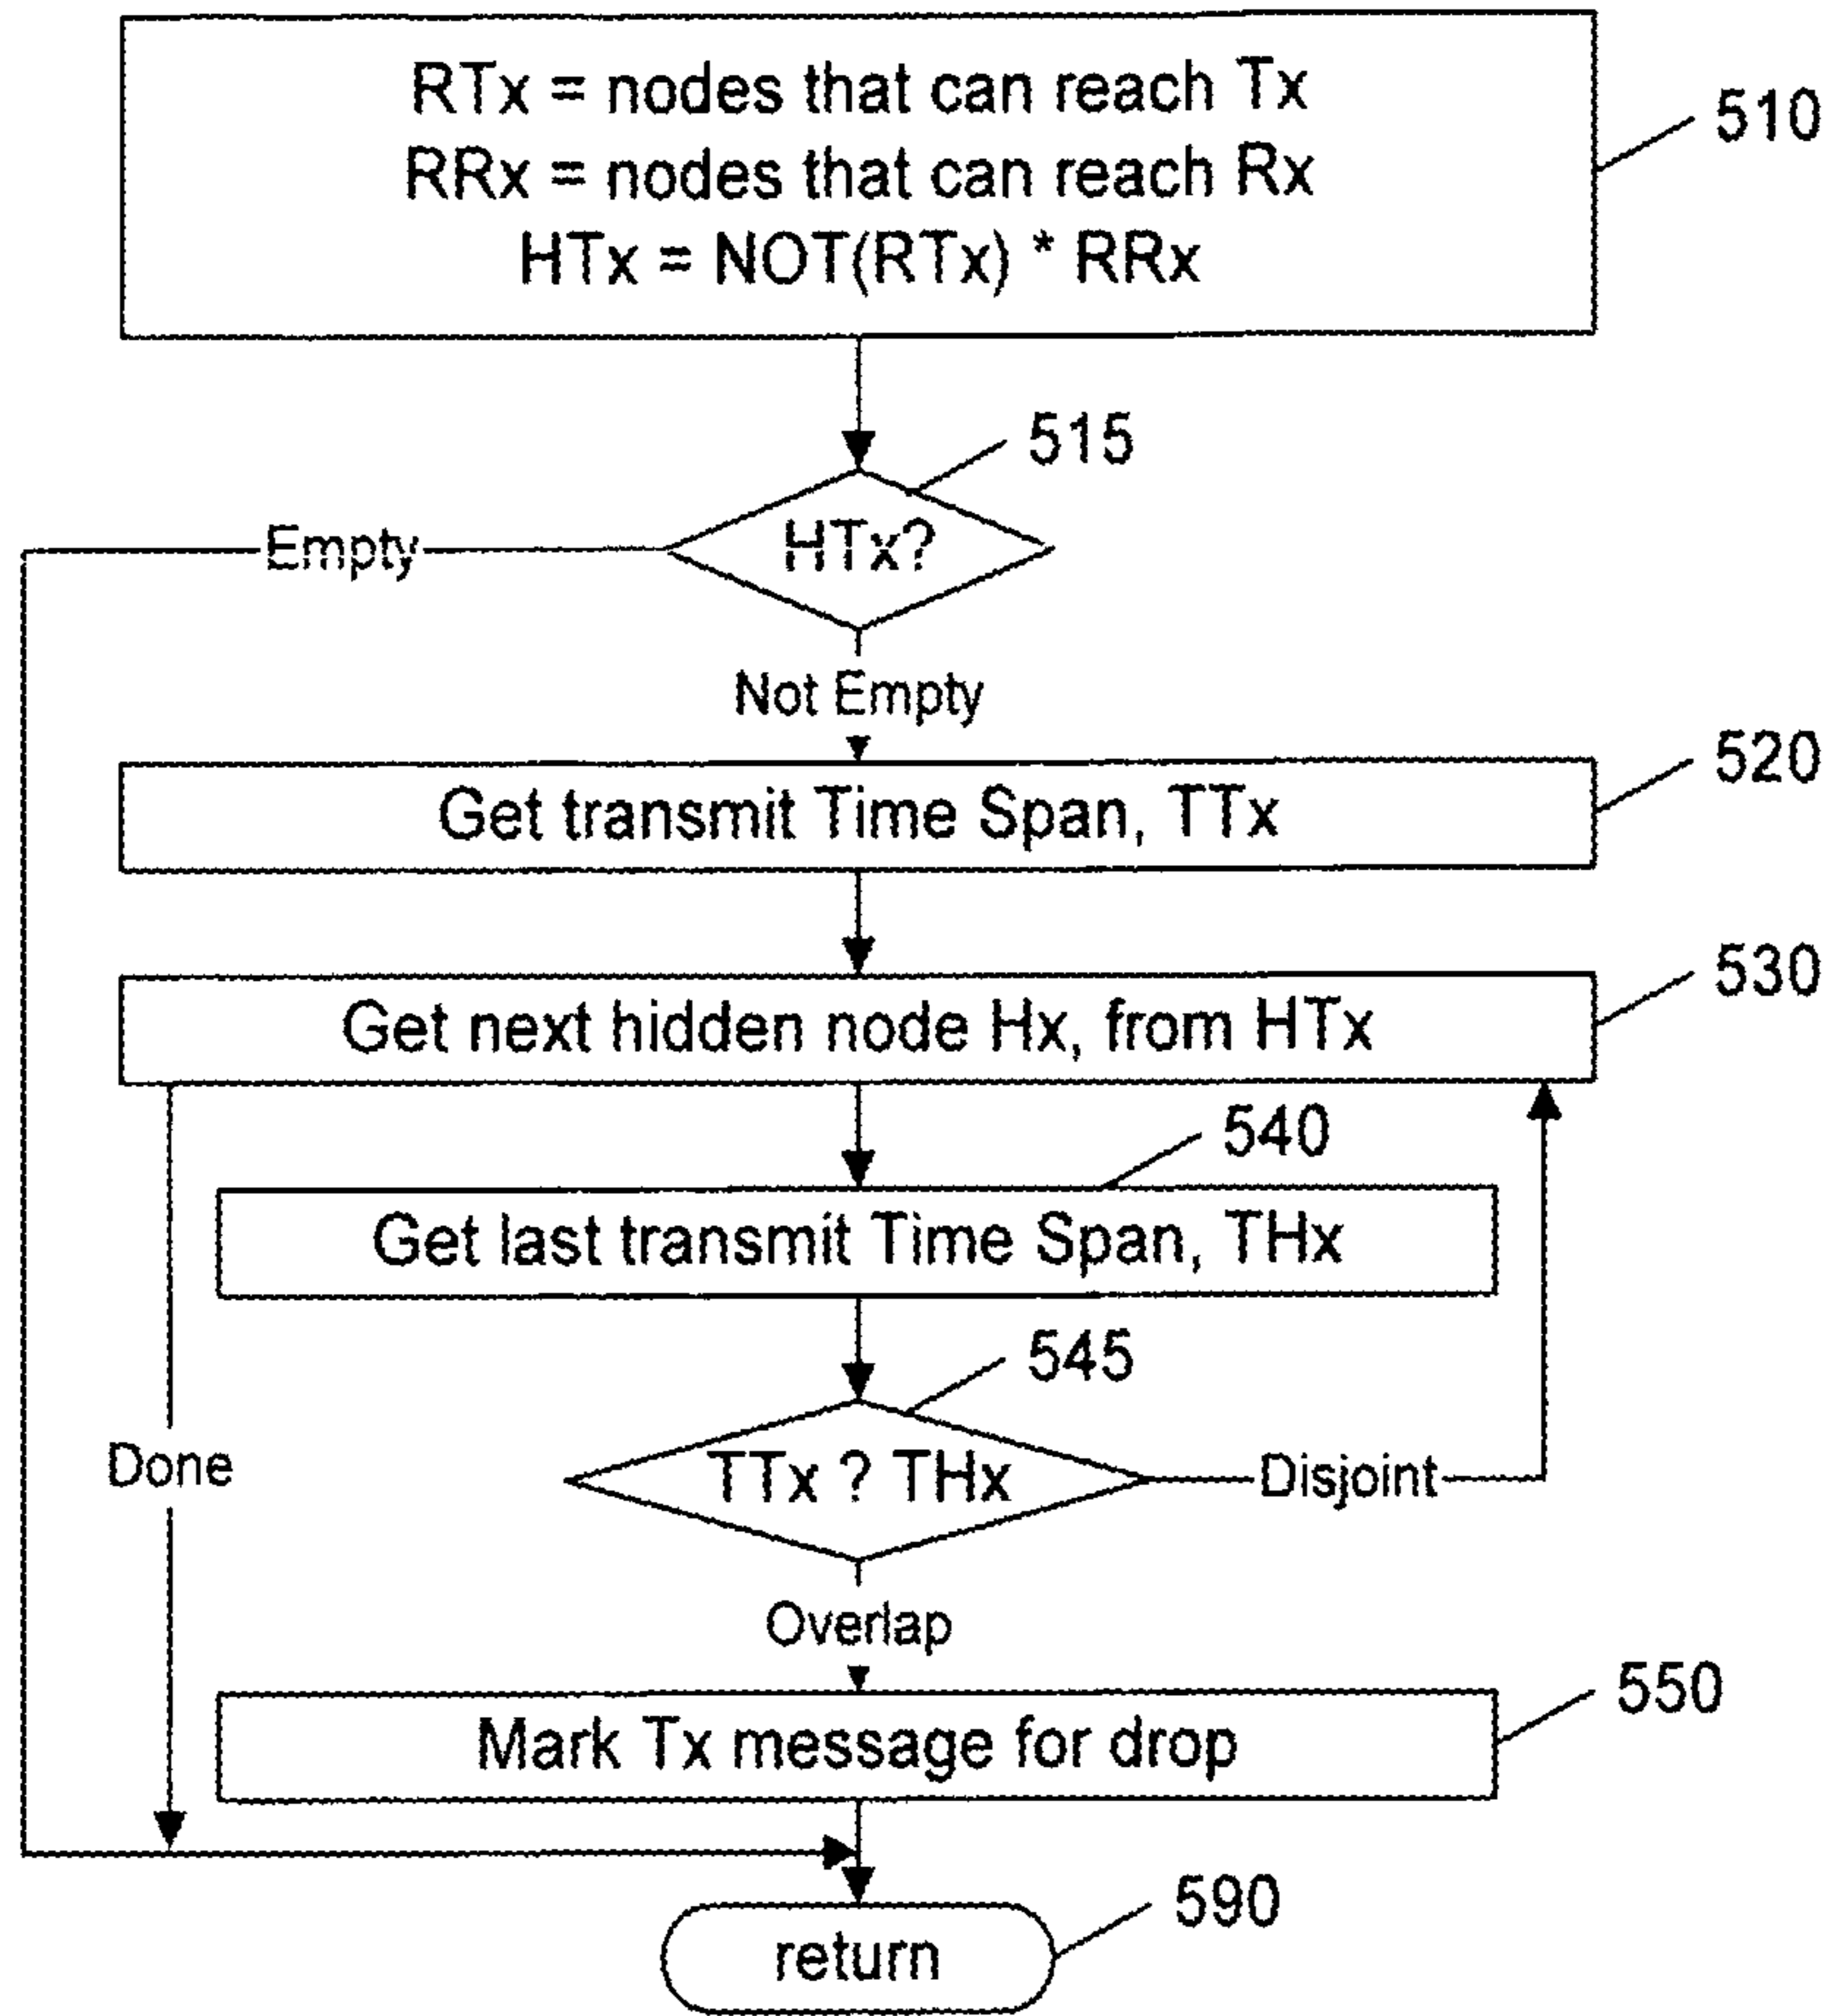 RTx = nodes that can reach Tx
RRx = nodes that can reach Rx
HTx = NOT(RTx) * RRx
510
515
HTx?
Empty
Not Empty
520
Get transmit Time Span, TTx
530
Get next hidden node Hx, from HTx
540
Get last transmit Time Span, THx
545
TTx ? THx
Disjoint
Done
Overlap
550
Mark Tx message for drop
590
return